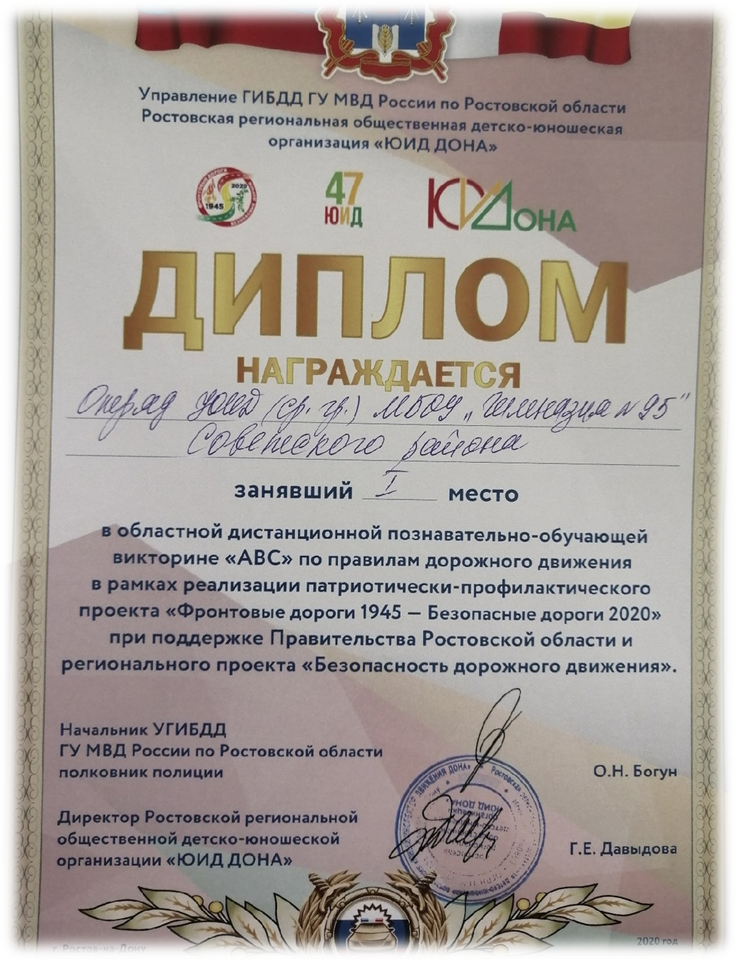 Управление ГИБДД ГУ МВД России по Ростовской области
Ростовская региональная общественная детско-юношеская
организация «ЮИД ДОНА»
1945 2020
47
ЮИД
ЮИДДОНА
ДИПЛОМ
НАГРАЖДАЕТСЯ
Отряд ЮИД (ср. гр.) МБОУ „Гимназия №95"
Советского района
занявший I место
в областной дистанционной познавательно-обучающей
викторине «АВС» по правилам дорожного движения
в рамках реализации патриотически-профилактического
проекта «Фронтовые дороги 1945 — Безопасные дороги 2020»
при поддержке Правительства Ростовской области и
регионального проекта «Безопасность дорожного движения».
Начальник УГИБДД
ГУ МВД России по Ростовской области
полковник полиции
О.Н. Богун
Директор Ростовской региональной
общественной детско-юношеской
организации «ЮИД ДОНА»
Г.Е. Давыдова
г. Ростов-на-Дону
2020 год